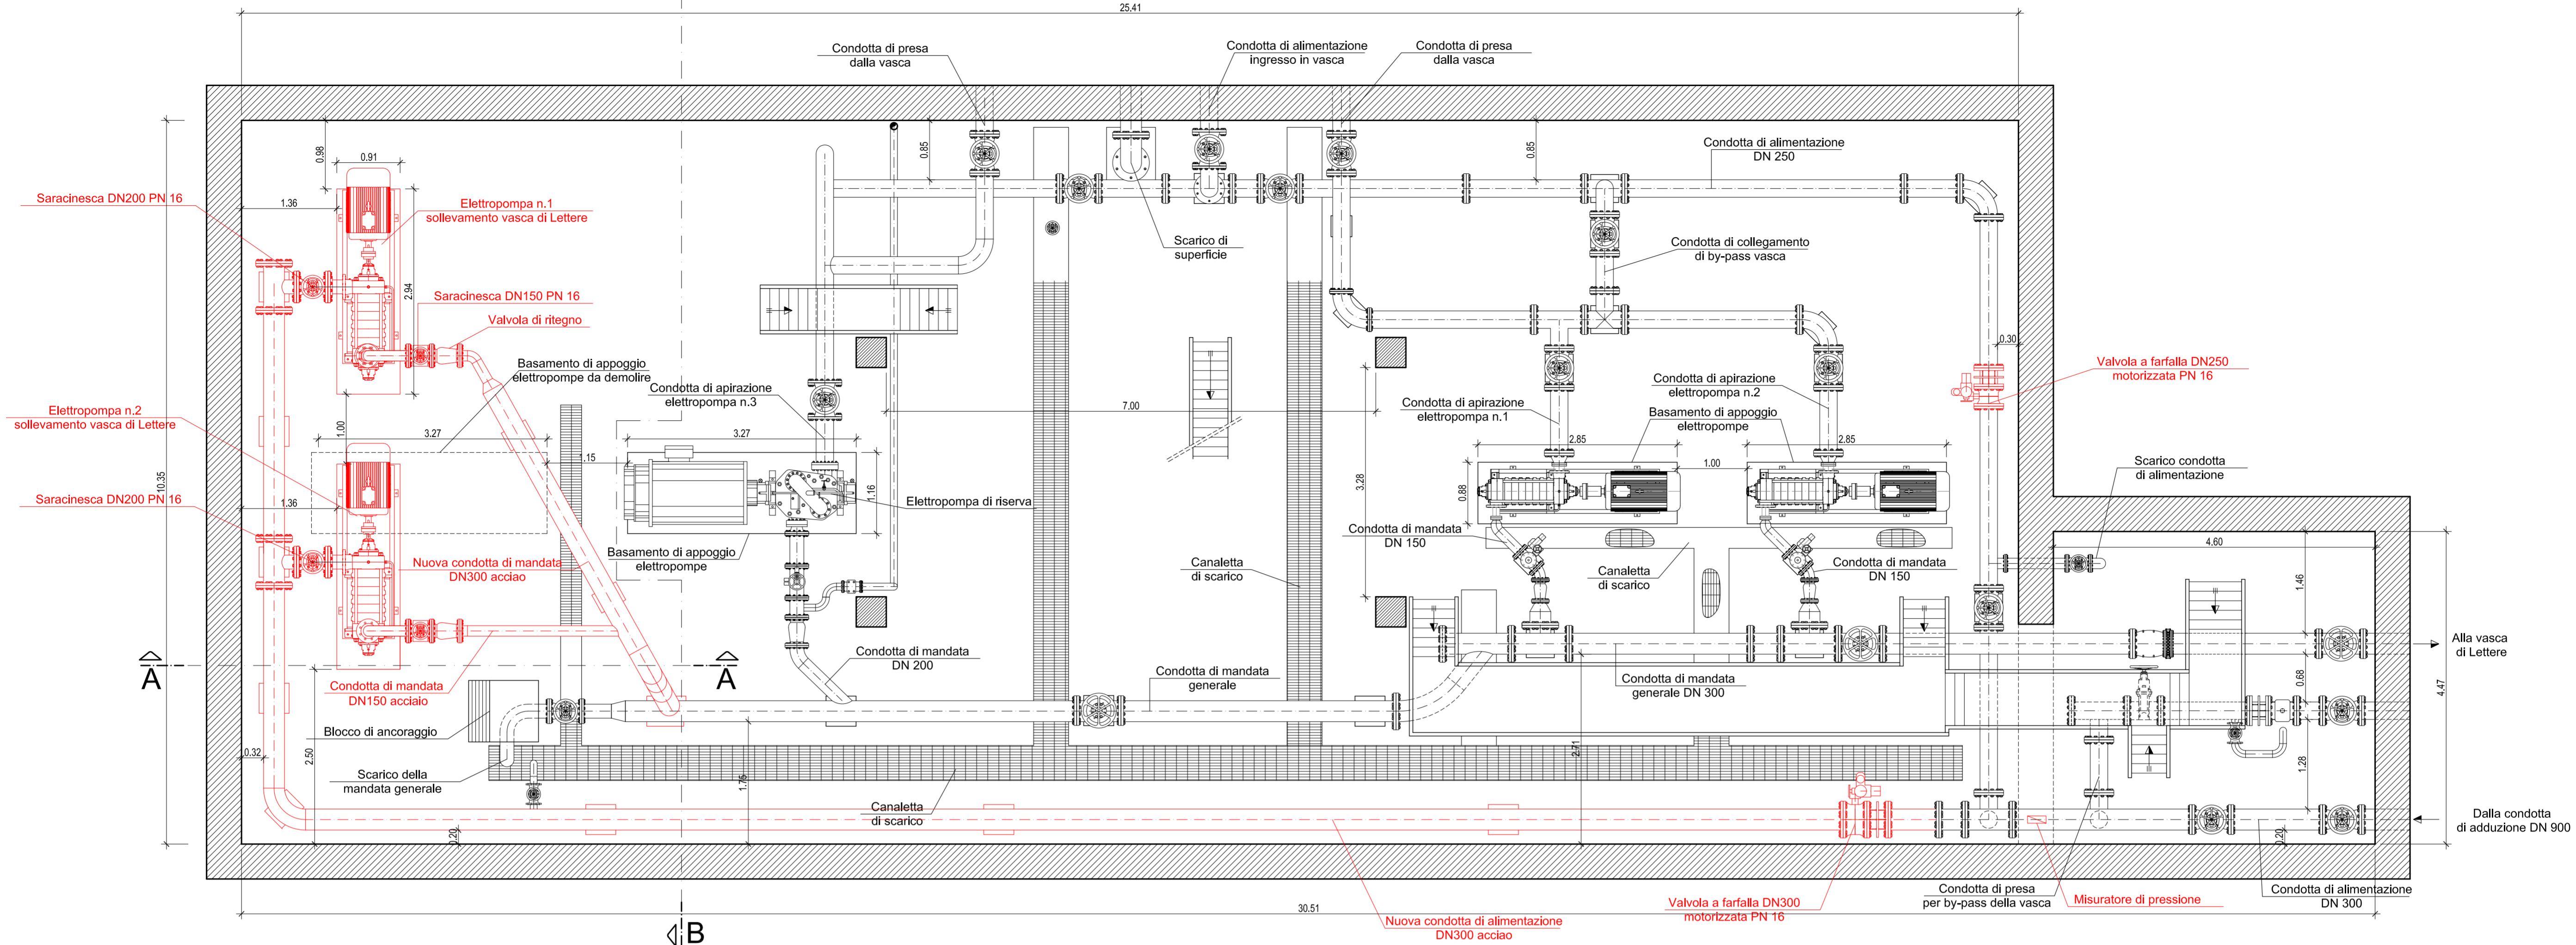 25.41
Condotta di presa
dalla vasca
Condotta di alimentazione
ingresso in vasca
Condotta di presa
dalla vasca
0.98
0.91
0.85
0.85
Condotta di alimentazione
DN 250
Saracinesca DN200 PN 16
1.36
Elettropompa n.1
sollevamento vasca di Lettere
Scarico di
superficie
Condotta di collegamento
di by-pass vasca
2.94
Saracinesca DN150 PN 16
Valvola di ritegno
0.30
Basamento di appoggio
elettropompe da demolire
Valvola a farfalla DN250
motorizzata PN 16
Condotta di apirazione
elettropompa n.3
Condotta di apirazione
elettropompa n.2
7.00
Condotta di apirazione
elettropompa n.1
Basamento di appoggio
elettropompe
Elettropompa n.2
sollevamento vasca di Lettere
1.00
3.27
3.27
2.85
2.85
1.15
1.00
10.35
Scarico condotta
di alimentazione
Saracinesca DN200 PN 16
1.36
1.16
Elettropompa di riserva
3.28
0.88
Condotta di mandata
DN 150
4.60
Basamento di appoggio
elettropompe
Nuova condotta di mandata
DN300 acciao
Canaletta
di scarico
Canaletta
di scarico
Condotta di mandata
DN 150
1.46
Alla vasca
di Lettere
A
A
Condotta di mandata
DN 200
Condotta di mandata
generale
Condotta di mandata
generale DN 300
0.68
4.47
Condotta di mandata
DN150 acciaio
Blocco di ancoraggio
0.32
2.50
1.75
2.71
1.28
Scarico della
mandata generale
Canaletta
di scarico
0.20
0.20
Dalla condotta
di adduzione DN 900
Condotta di presa
per by-pass della vasca
Misuratore di pressione
Condotta di alimentazione
DN 300
Valvola a farfalla DN300
motorizzata PN 16
30.51
Nuova condotta di alimentazione
DN300 acciao
B